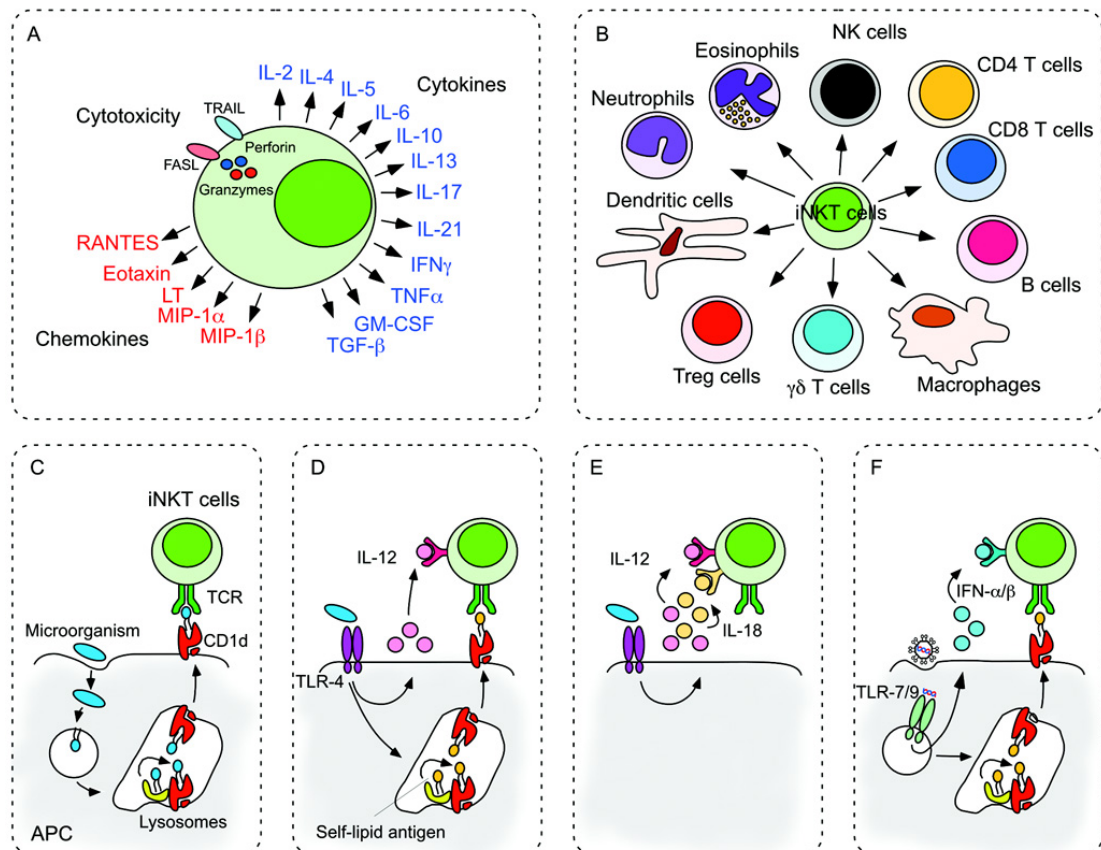 A
Cytotoxicity
TRAIL
FASL
Perforin
Granzymes
Cytokines
IL-2
IL-4
IL-5
IL-6
IL-10
IL-13
IL-17
IL-21
IFNγ
TNFα
GM-CSF
TGF-β
RANTES
Eotaxin
LT
MIP-1α
MIP-1β
Chemokines
B
Eosinophils
NK cells
CD4 T cells
Neutrophils
CD8 T cells
Dendritic cells
iNKT cells
B cells
Treg cells
γδ T cells
Macrophages
C
iNKT cells
TCR
Microorganism
CD1d
Lysosomes
APC
D
IL-12
TLR-4
Self-lipid antigen
E
IL-12
IL-18
F
IFN-α/β
TLR-7/9